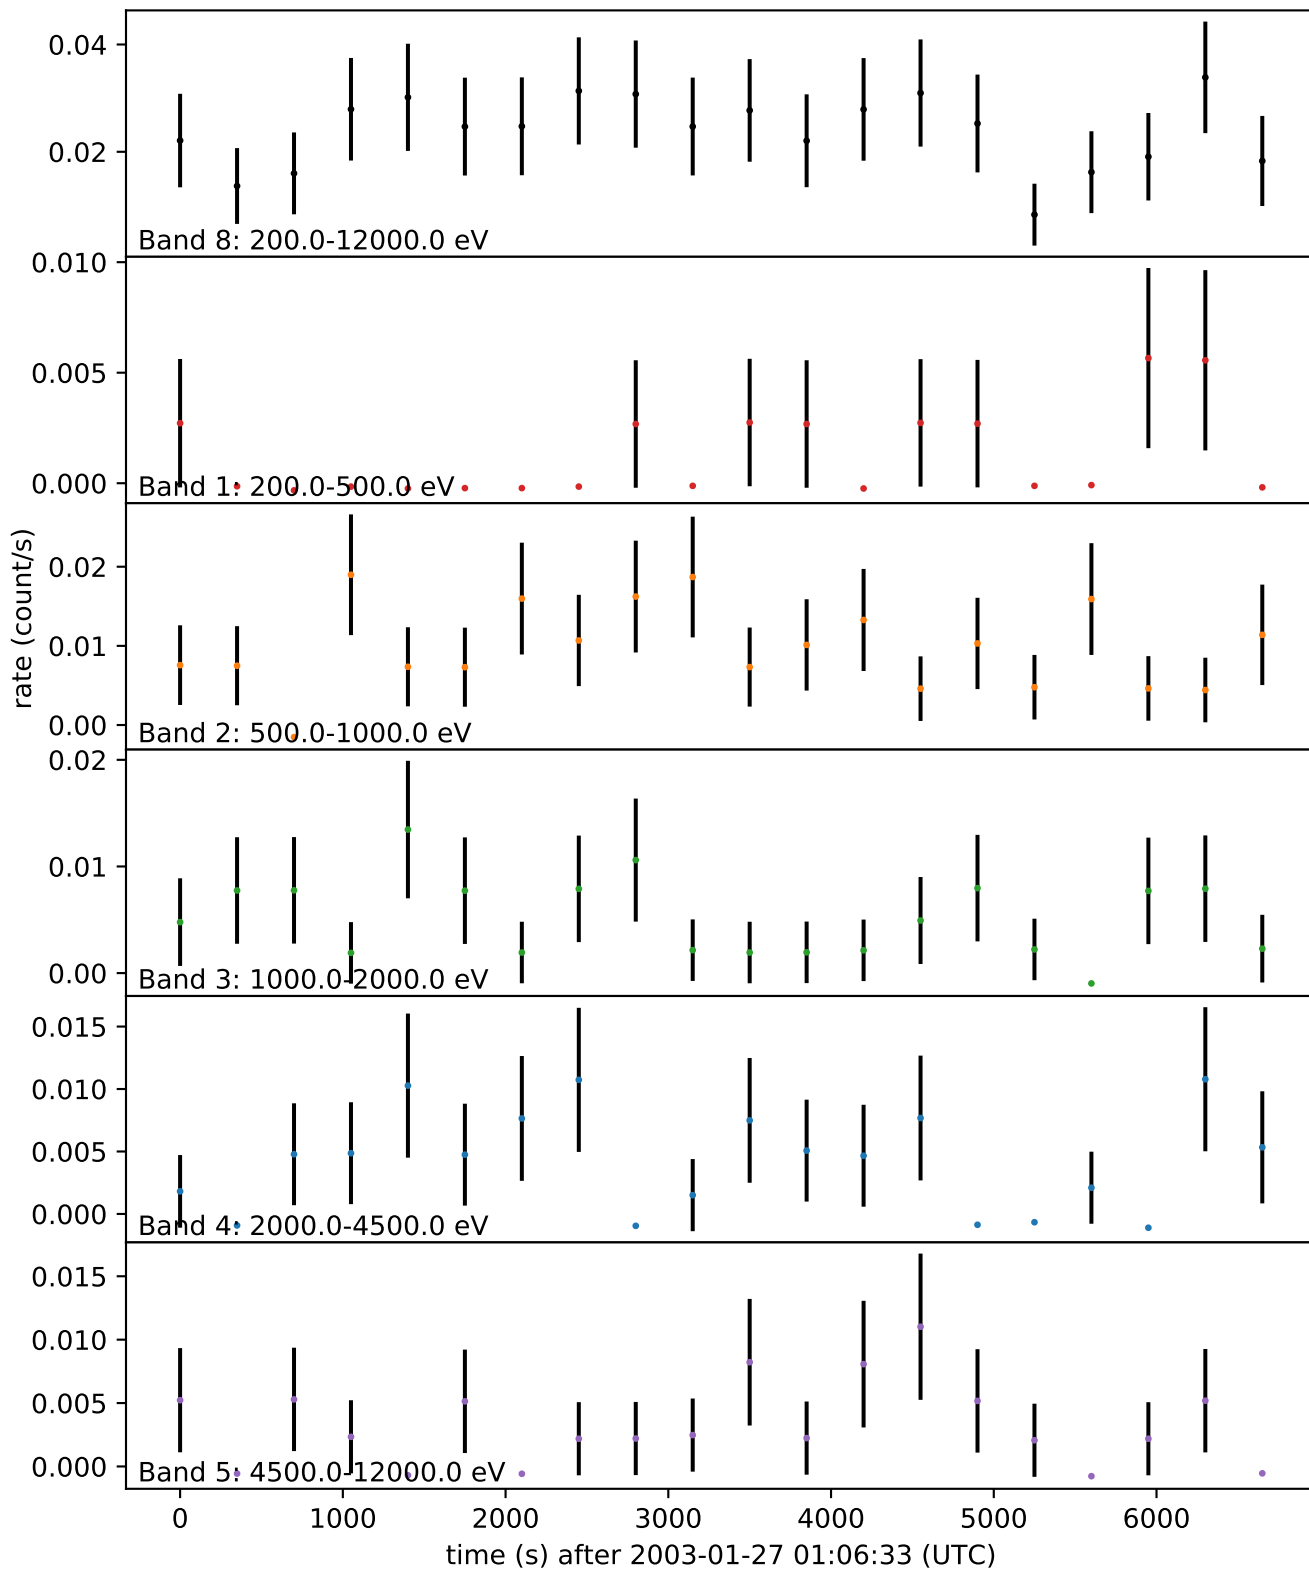 0.04
0.02
Band 8: 200.0-12000.0 eV
0.010
0.005
0.000
Band 1: 200.0-500.0 eV
0.02
0.01
0.00
Band 2: 500.0-1000.0 eV
rate (count/s)
0.02
0.01
0.00
Band 3: 1000.0-2000.0 eV
0.015
0.010
0.005
0.000
Band 4: 2000.0-4500.0 eV
0.015
0.010
0.005
0.000
Band 5: 4500.0-12000.0 eV
0 1000 2000 3000 4000 5000 6000
time (s) after 2003-01-27 01:06:33 (UTC)